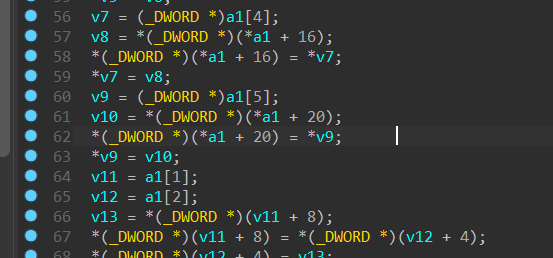 56 v7 = (_DWORD *)a1[4];
57 v8 = *(_DWORD *)(*a1 + 16);
58 *(_DWORD *)(*a1 + 16) = *v7;
59 *v7 = v8;
60 v9 = (_DWORD *)a1[5];
61 v10 = *(_DWORD *)(*a1 + 20);
62 *(_DWORD *)(*a1 + 20) = *v9;
63 *v9 = v10;
64 v11 = a1[1];
65 v12 = a1[2];
66 v13 = *(_DWORD *)(v11 + 8);
67 *(_DWORD *)(v11 + 8) = *(_DWORD *)(v12 + 4);
68 *(_DWORD *)(v12 + 4) = v13;